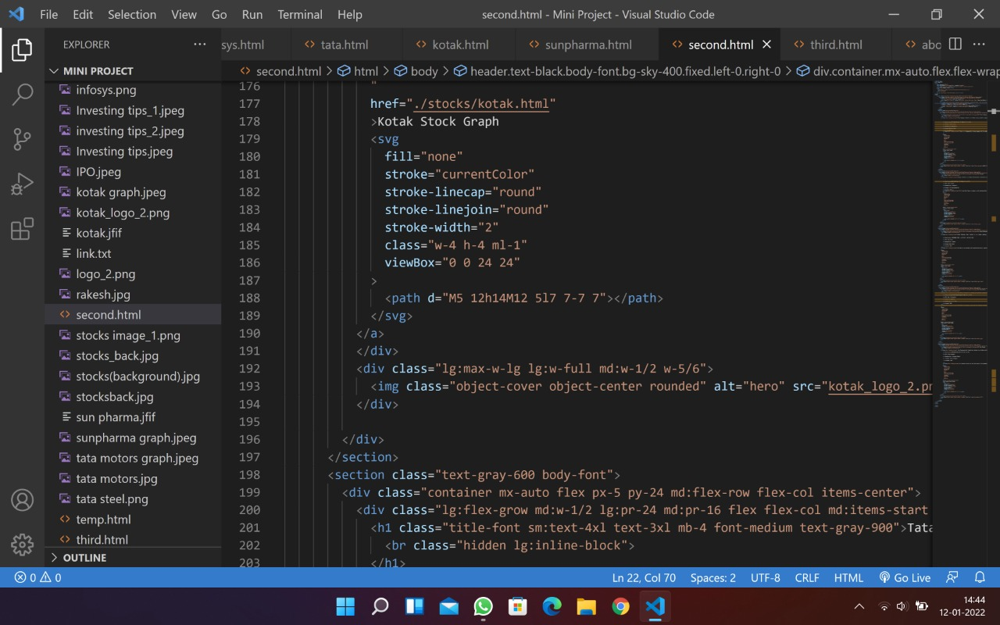 File Edit Selection View Go Run Terminal Help second.html - Mini Project - Visual Studio Code
EXPLORER
sys.html tata.html kotak.html sunpharma.html second.html third.html abo
MINI PROJECT
second.html > html > body > header.text-black.body-font.bg-sky-400.fixed.left-0.right-0 > div.container.mx-auto.flex.flex-wrap
infosys.png
Investing tips_1.jpeg
investing tips_2.jpeg
Investing tips.jpeg
IPO.jpeg
kotak graph.jpeg
kotak_logo_2.png
kotak.jfif
link.txt
logo_2.png
rakesh.jpg
second.html
stocks image_1.png
stocks_back.jpg
stocks(background).jpg
stocksback.jpg
sun pharma.jfif
sunpharma graph.jpeg
tata motors graph.jpeg
tata motors.jpg
tata steel.png
temp.html
third.html
OUTLINE
176 "
177 href="./stocks/kotak.html"
178 >Kotak Stock Graph
179 <svg
180 fill="none"
181 stroke="currentColor"
182 stroke-linecap="round"
183 stroke-linejoin="round"
184 stroke-width="2"
185 class="w-4 h-4 ml-1"
186 viewBox="0 0 24 24"
187 >
188 <path d="M5 12h14M12 5l7 7-7 7"></path>
189 </svg>
190 </a>
191 </div>
192 <div class="lg:max-w-lg lg:w-full md:w-1/2 w-5/6">
193 <img class="object-cover object-center rounded" alt="hero" src="kotak_logo_2.pn
194 </div>
195
196 </div>
197 </section>
198 <section class="text-gray-600 body-font">
199 <div class="container mx-auto flex px-5 py-24 md:flex-row flex-col items-center">
200 <div class="lg:flex-grow md:w-1/2 lg:pr-24 md:pr-16 flex flex-col md:items-start
201 <h1 class="title-font sm:text-4xl text-3xl mb-4 font-medium text-gray-900">Tata
202 <br class="hidden lg:inline-block">
203 </h1>
0 0 Ln 22, Col 70 Spaces: 2 UTF-8 CRLF HTML Go Live
14:44
12-01-2022